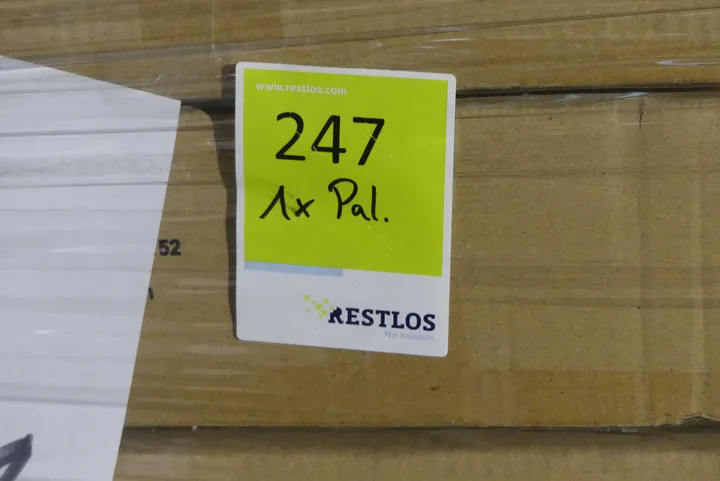 www.restlos.com
247
1x Pal.
52
RESTLOS
Wir handeln.